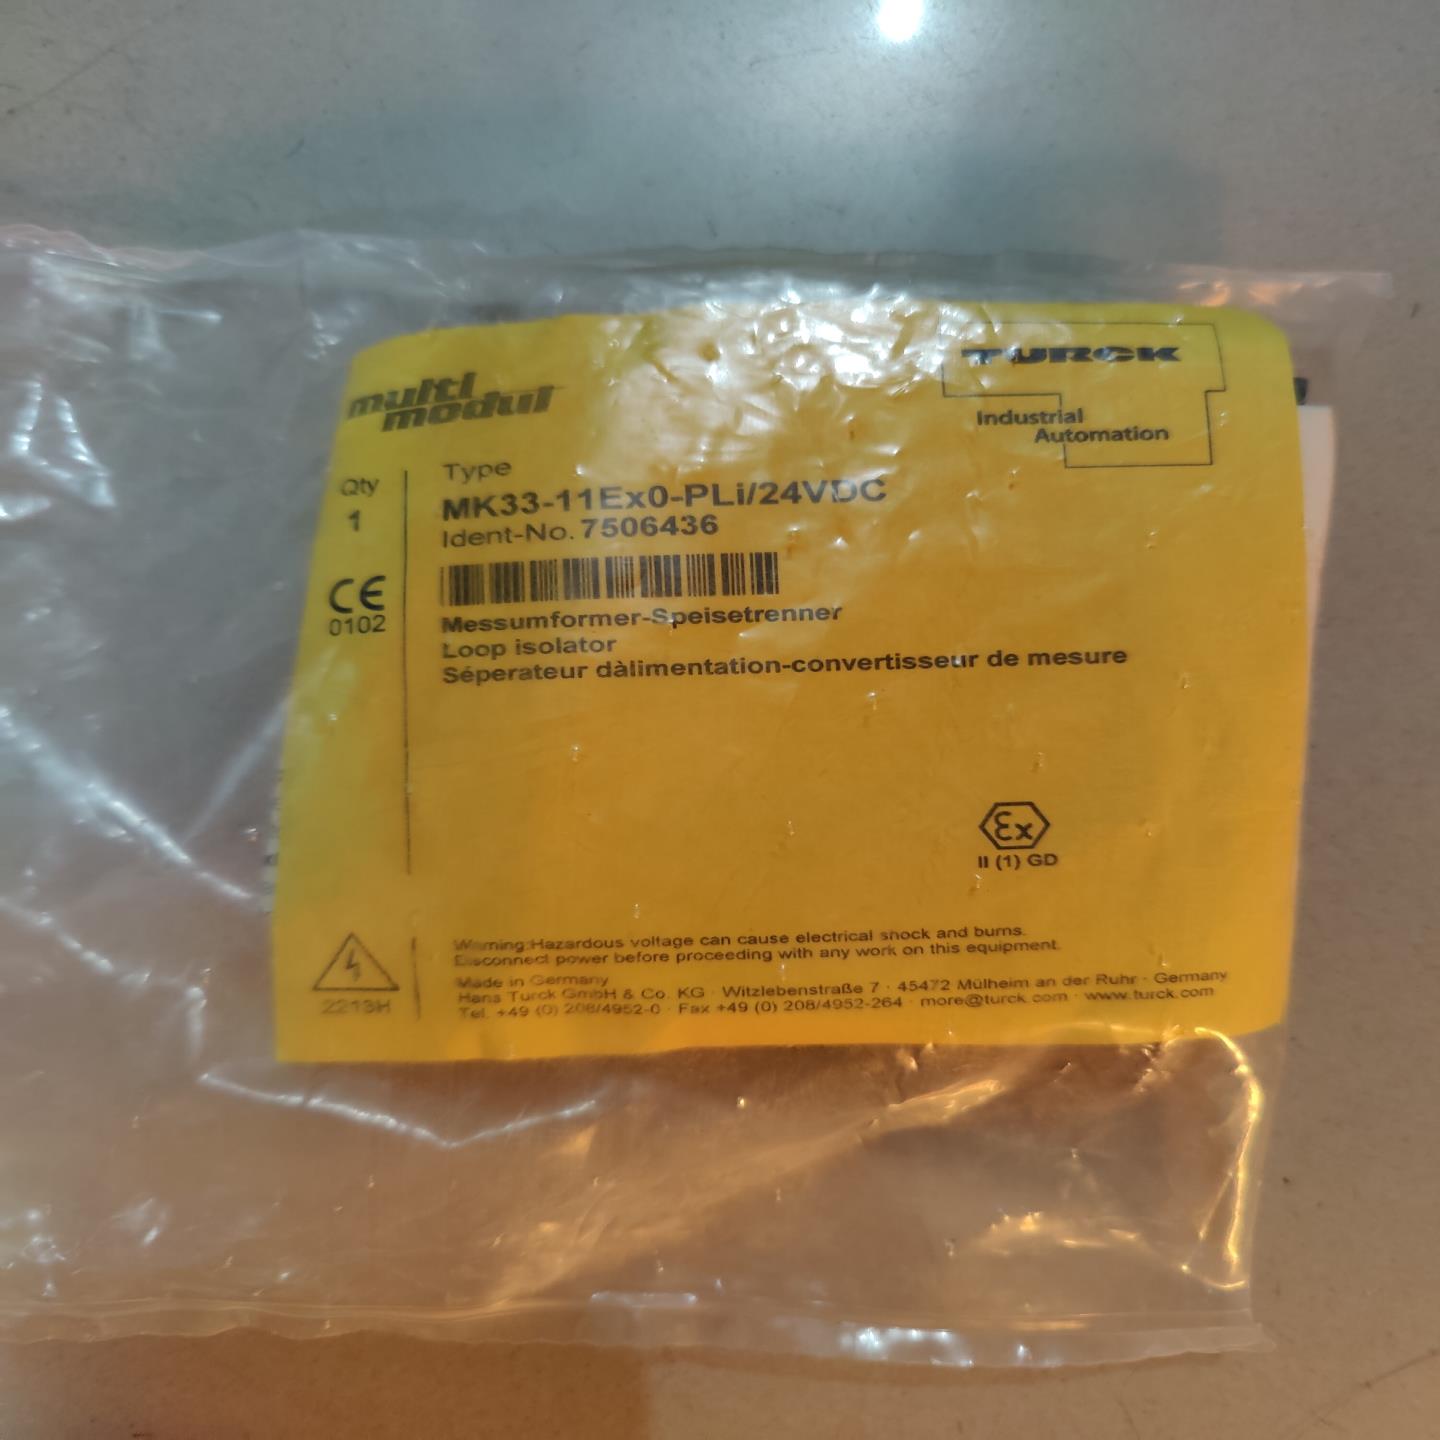 multi
modul
TURCK
Industrial
Automation
Qty
1
CE
0102
Type
MK33-11Ex0-PLi/24VDC
Ident-No. 7506436
Messumformer-Speisetrenner
Loop isolator
Séperateur dàlimentation-convertisseur de mesure
Ex
II (1) GD
2213H
Warning:Hazardous voltage can cause electrical shock and burns.
Disconnect power before proceeding with any work on this equipment.
Made in Germany
Hans Turck GmbH & Co. KG · Witzlebenstraße 7 · 45472 Mülheim an der Ruhr · Germany
Tel. +49 (0) 208/4952-0 · Fax +49 (0) 208/4952-264 · more@turck.com · www.turck.com